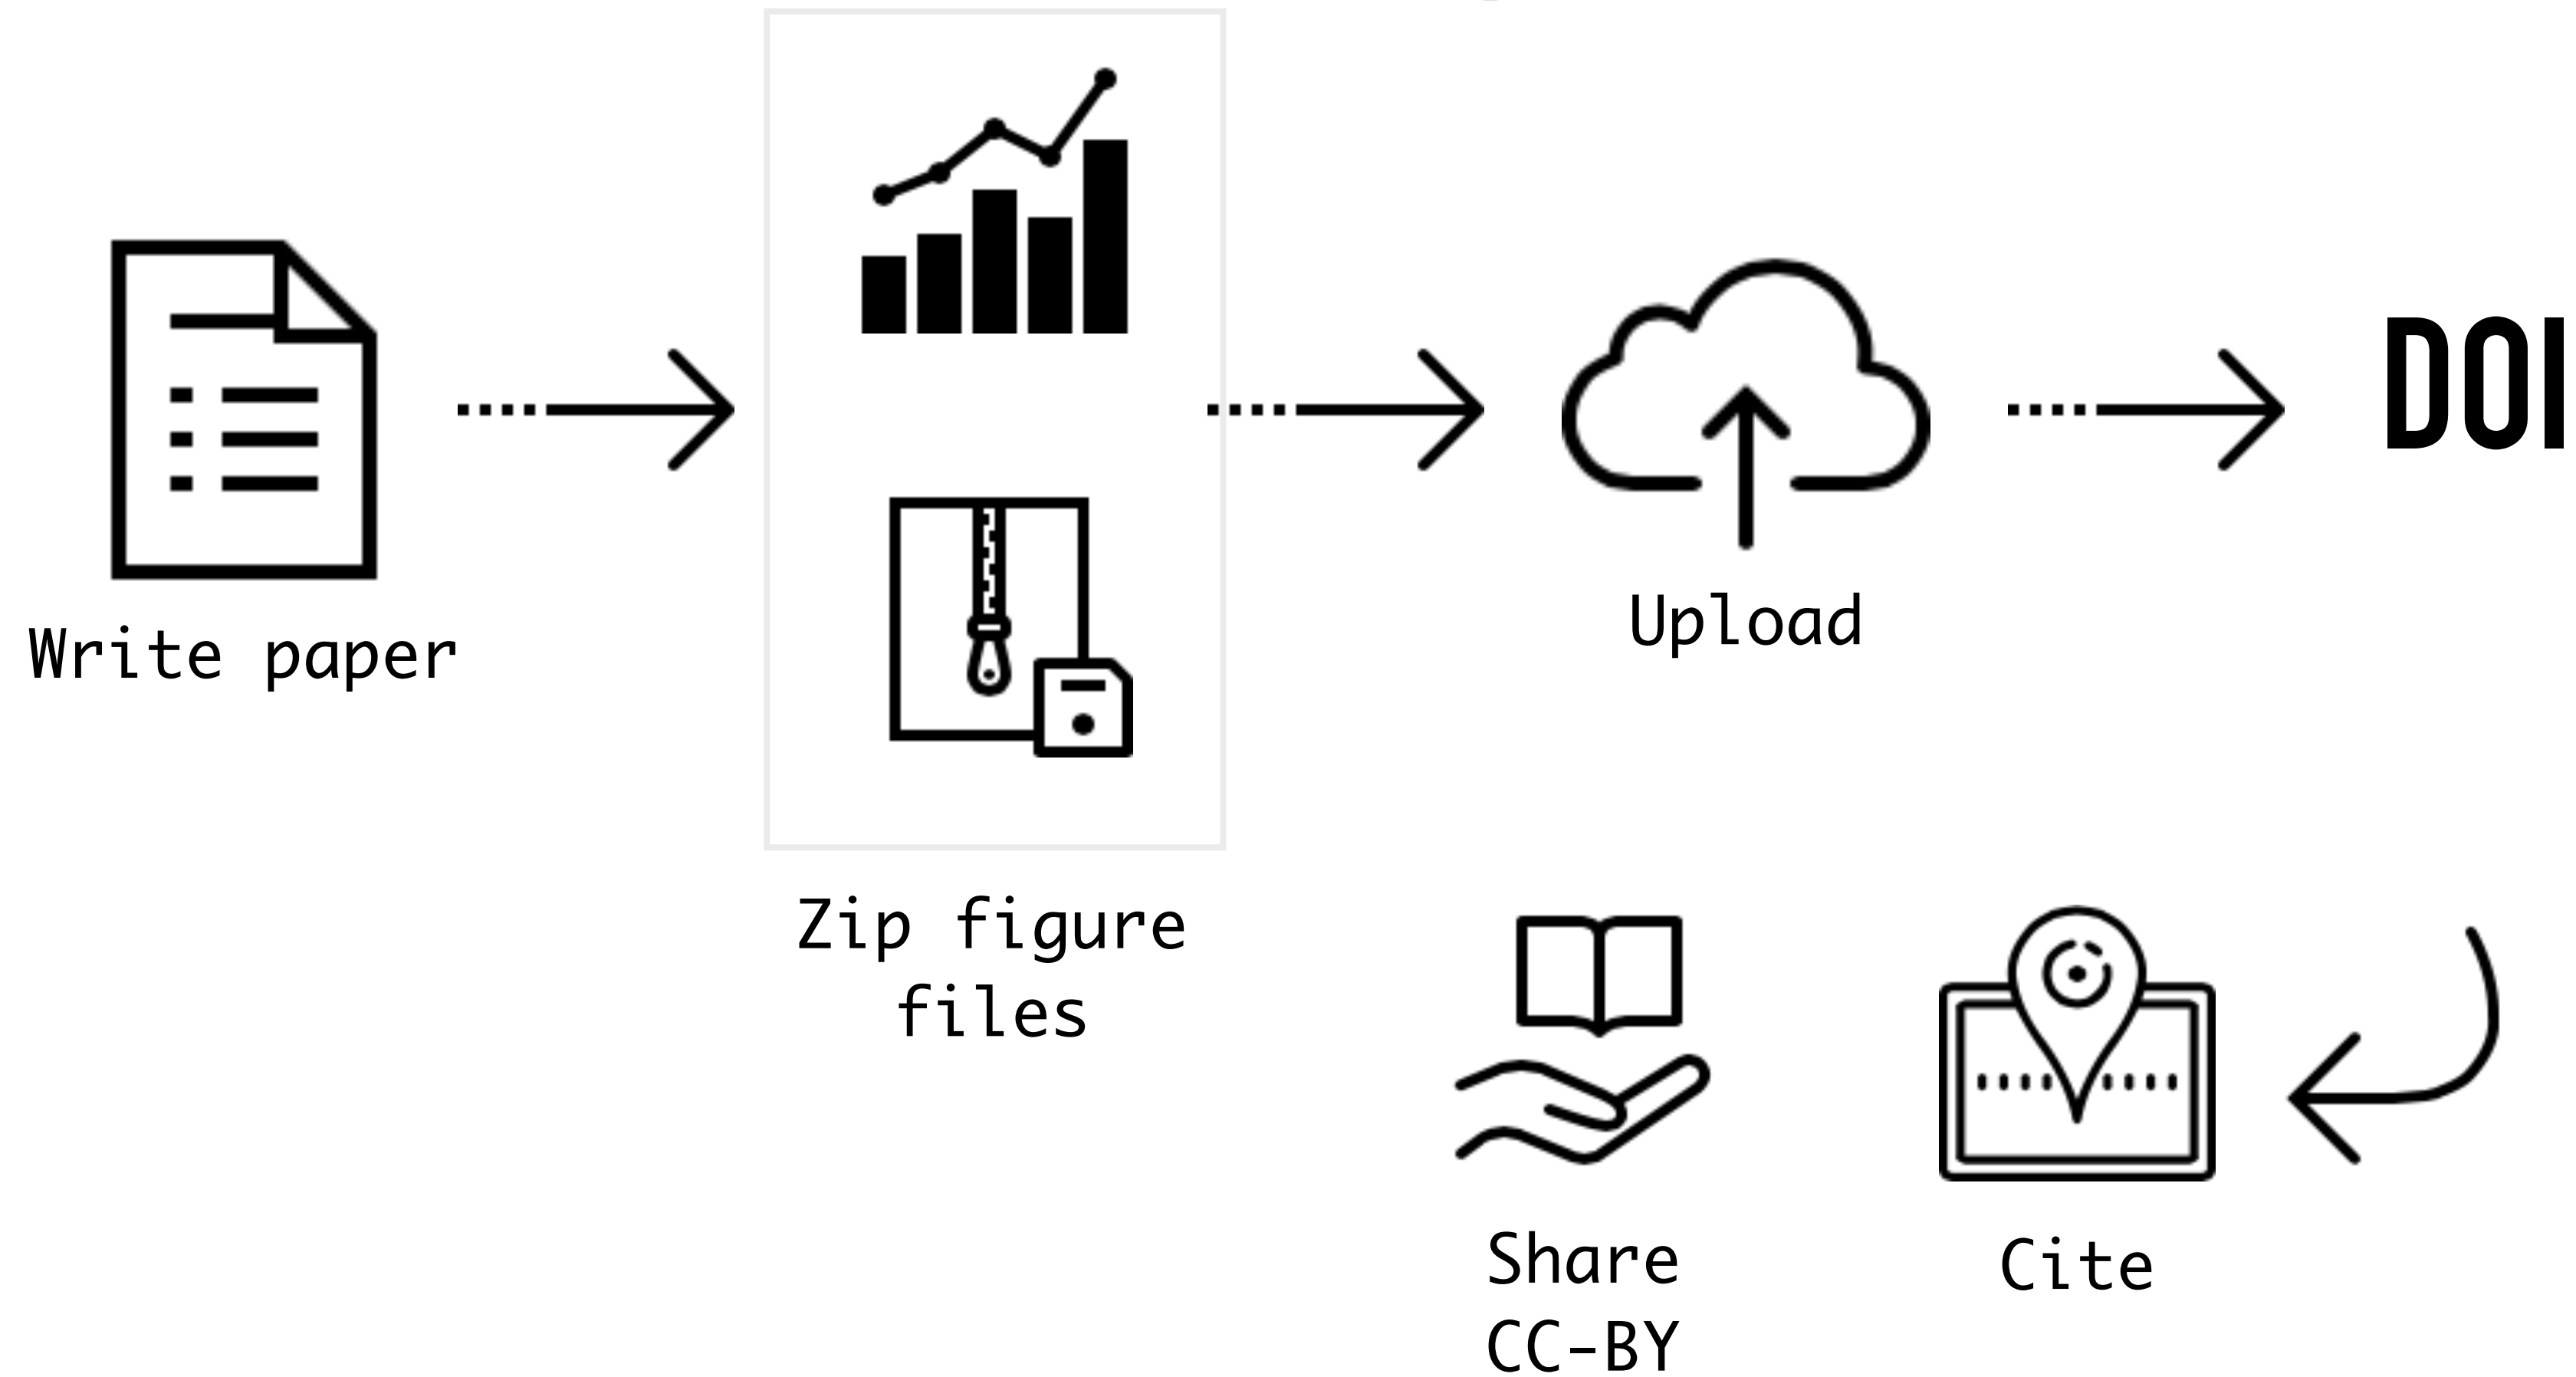 Write paper
Zip figure
files
Upload
DOI
Share
CC-BY
Cite